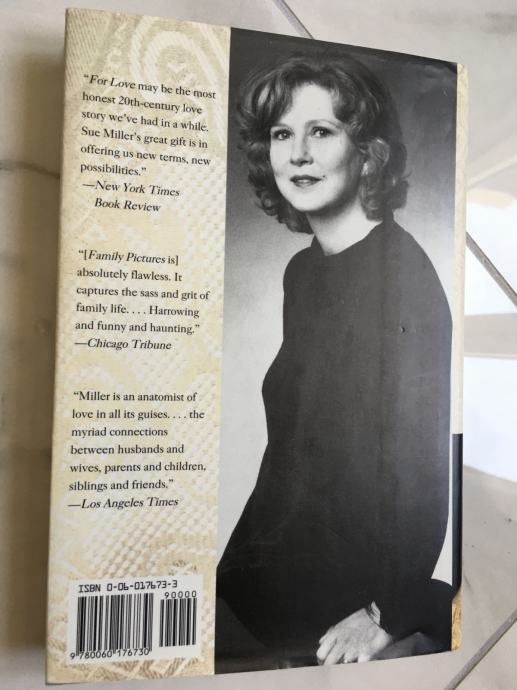 “For Love may be the most
honest 20th-century love
story we’ve had in a while.
Sue Miller’s great gift is in
offering us new terms, new
possibilities.”
—New York Times
Book Review
“[Family Pictures is]
absolutely flawless. It
captures the sass and grit of
family life. . . . Harrowing
and funny and haunting.”
—Chicago Tribune
“Miller is an anatomist of
love in all its guises. . . . the
myriad connections
between husbands and
wives, parents and children,
siblings and friends.”
—Los Angeles Times
ISBN 0-06-017673-3
90000
9 780060 176730